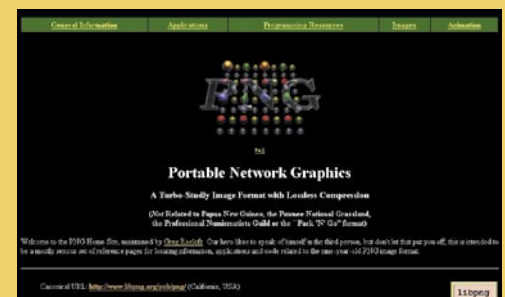 General Information Applications Programming Resources Images Animation
PNG
Portable Network Graphics
A Turbo-Studly Image Format with Lossless Compression
(Not Related to Papua New Guinea, the Pawnee National Grassland,
the Professional Numismatists Guild or the "Pack 'N' Go" format)
Welcome to the PNG Home Site, maintained by Greg Roelofs. Our hero likes to speak of himself in the third person, but don't let that put you off; this is intended to
be a mostly serious set of reference pages for locating information, applications and code related to the nine-year-old PNG image format.
Canonical URL: http://www.libpng.org/pub/png/ (California, USA)
libpng